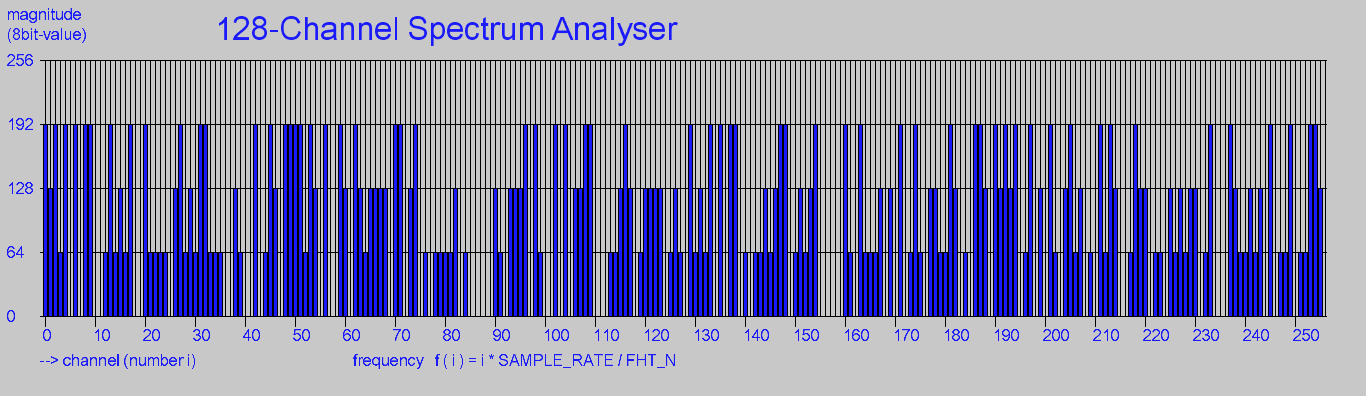 magnitude
(8bit-value)
128-Channel Spectrum Analyser
256
192
128
64
0
0 10 20 30 40 50 60 70 80 90 100 110 120 130 140 150 160 170 180 190 200 210 220 230 240 250
--> channel (number i)
frequency f ( i ) = i * SAMPLE_RATE / FHT_N